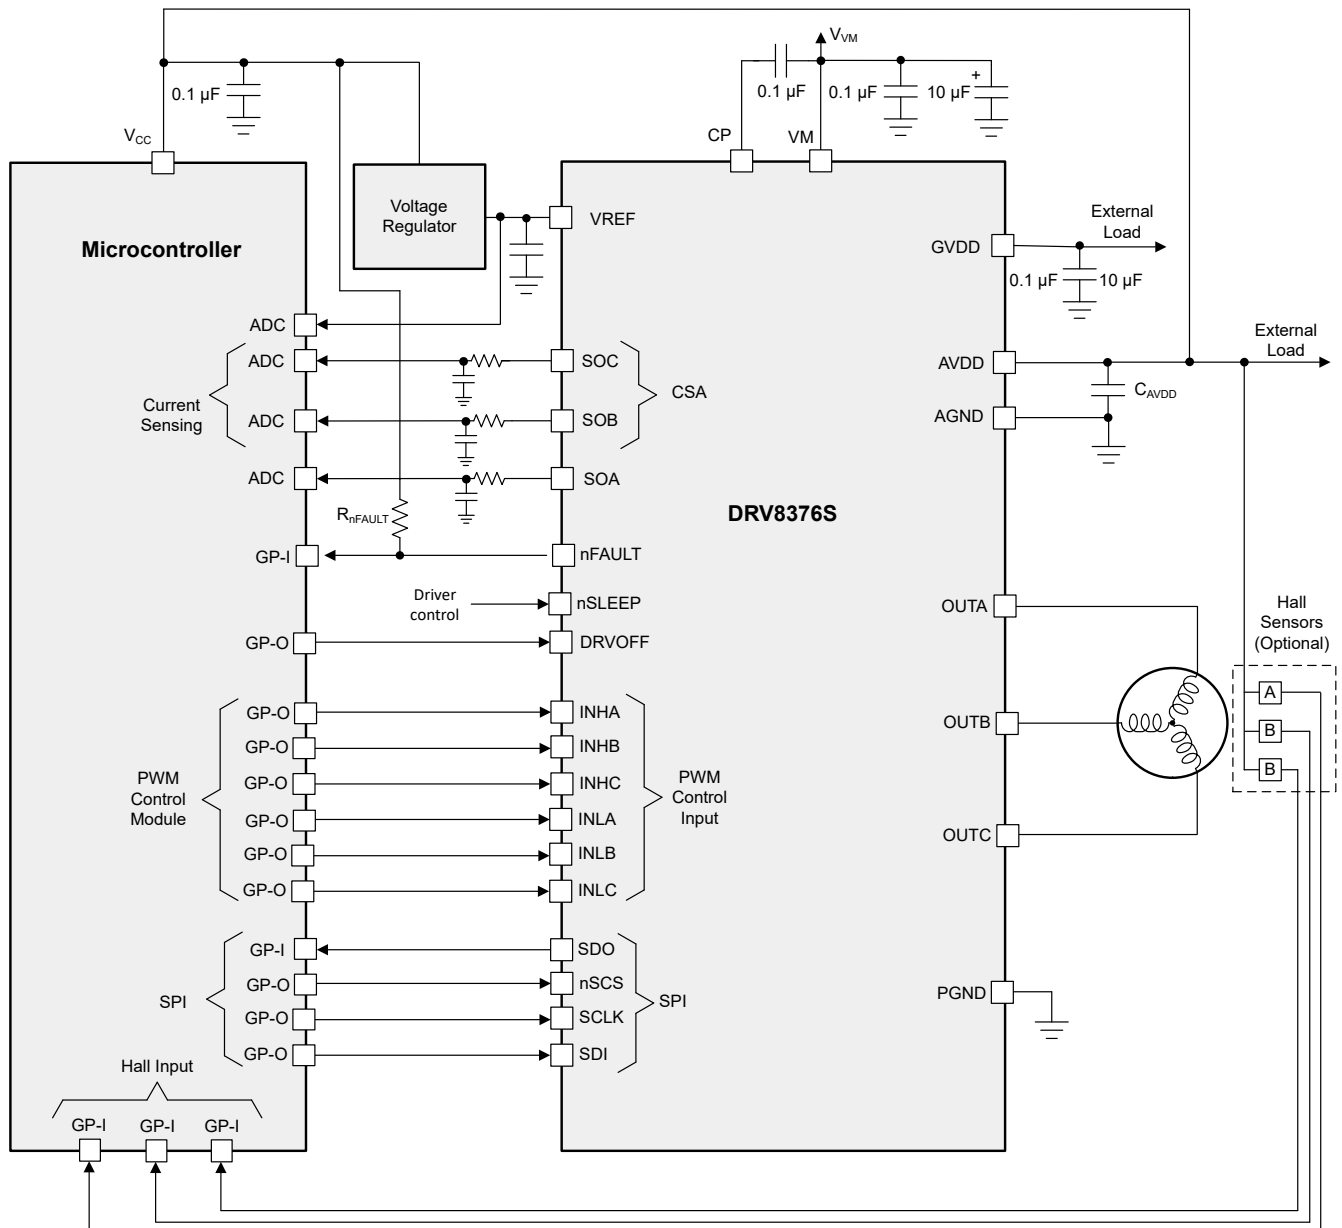 V_VM
0.1 µF
0.1 µF
0.1 µF
10 µF
+
V_CC
CP
VM
Microcontroller
Voltage
Regulator
VREF
External
Load
GVDD
0.1 µF
10 µF
ADC
ADC
SOC
Current
Sensing
CSA
ADC
SOB
ADC
SOA
AVDD
External
Load
C_AVDD
AGND
R_nFAULT
DRV8376S
GP-I
nFAULT
Driver
control
nSLEEP
GP-O
DRVOFF
OUTA
Hall
Sensors
(Optional)
A
B
B
OUTB
OUTC
PWM
Control
Module
GP-O
INHA
GP-O
INHB
GP-O
INHC
GP-O
INLA
GP-O
INLB
GP-O
INLC
PWM
Control
Input
SPI
GP-I
SDO
GP-O
nSCS
GP-O
SCLK
GP-O
SDI
SPI
PGND
Hall Input
GP-I
GP-I
GP-I